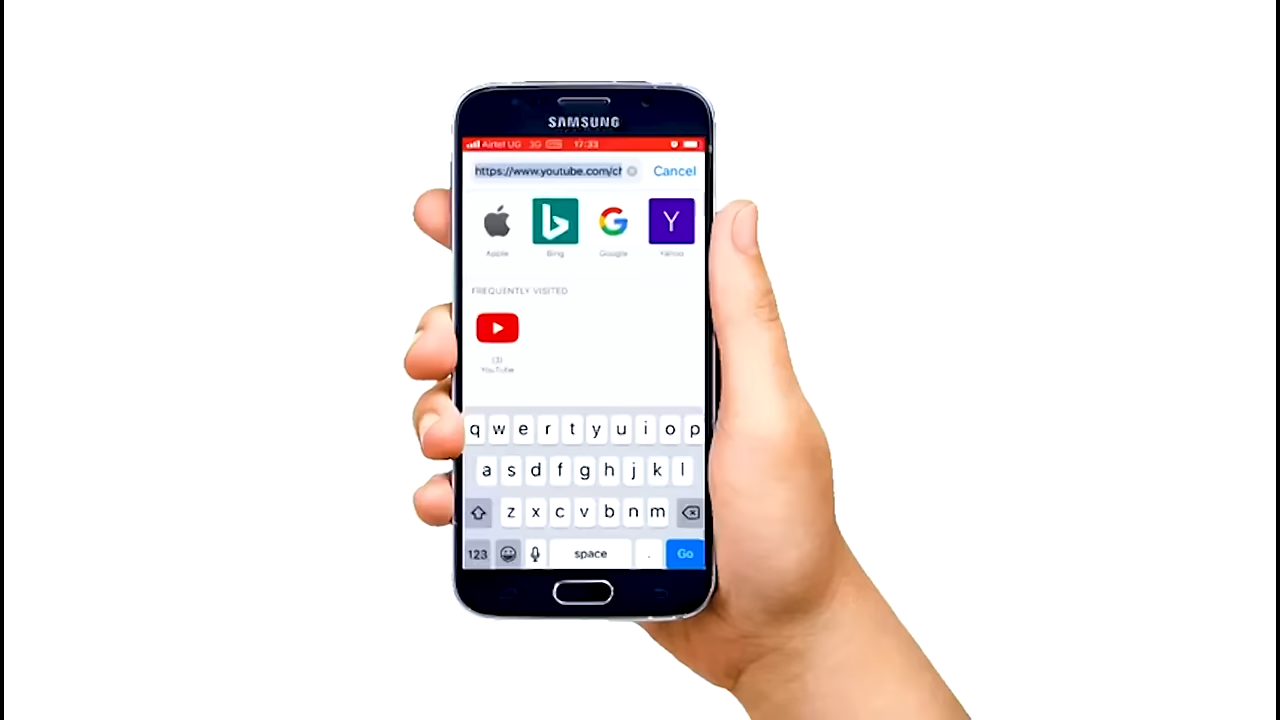 SAMSUNG
Airtel UG 3G 17:33
https://www.youtube.com/ch
Cancel
Apple Bing Google Yahoo
FREQUENTLY VISITED
(3)
YouTube
q w e r t y u i o p
a s d f g h j k l
z x c v b n m
123 space . Go